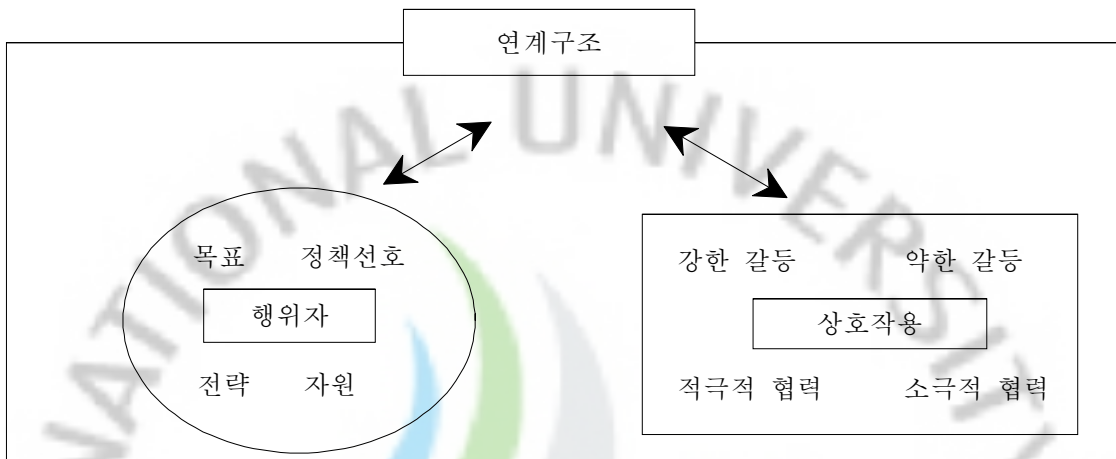 연계구조
NATIONAL UNIVERSITY
목표 정책선호
행위자
전략 자원
강한 갈등 약한 갈등
상호작용
적극적 협력 소극적 협력